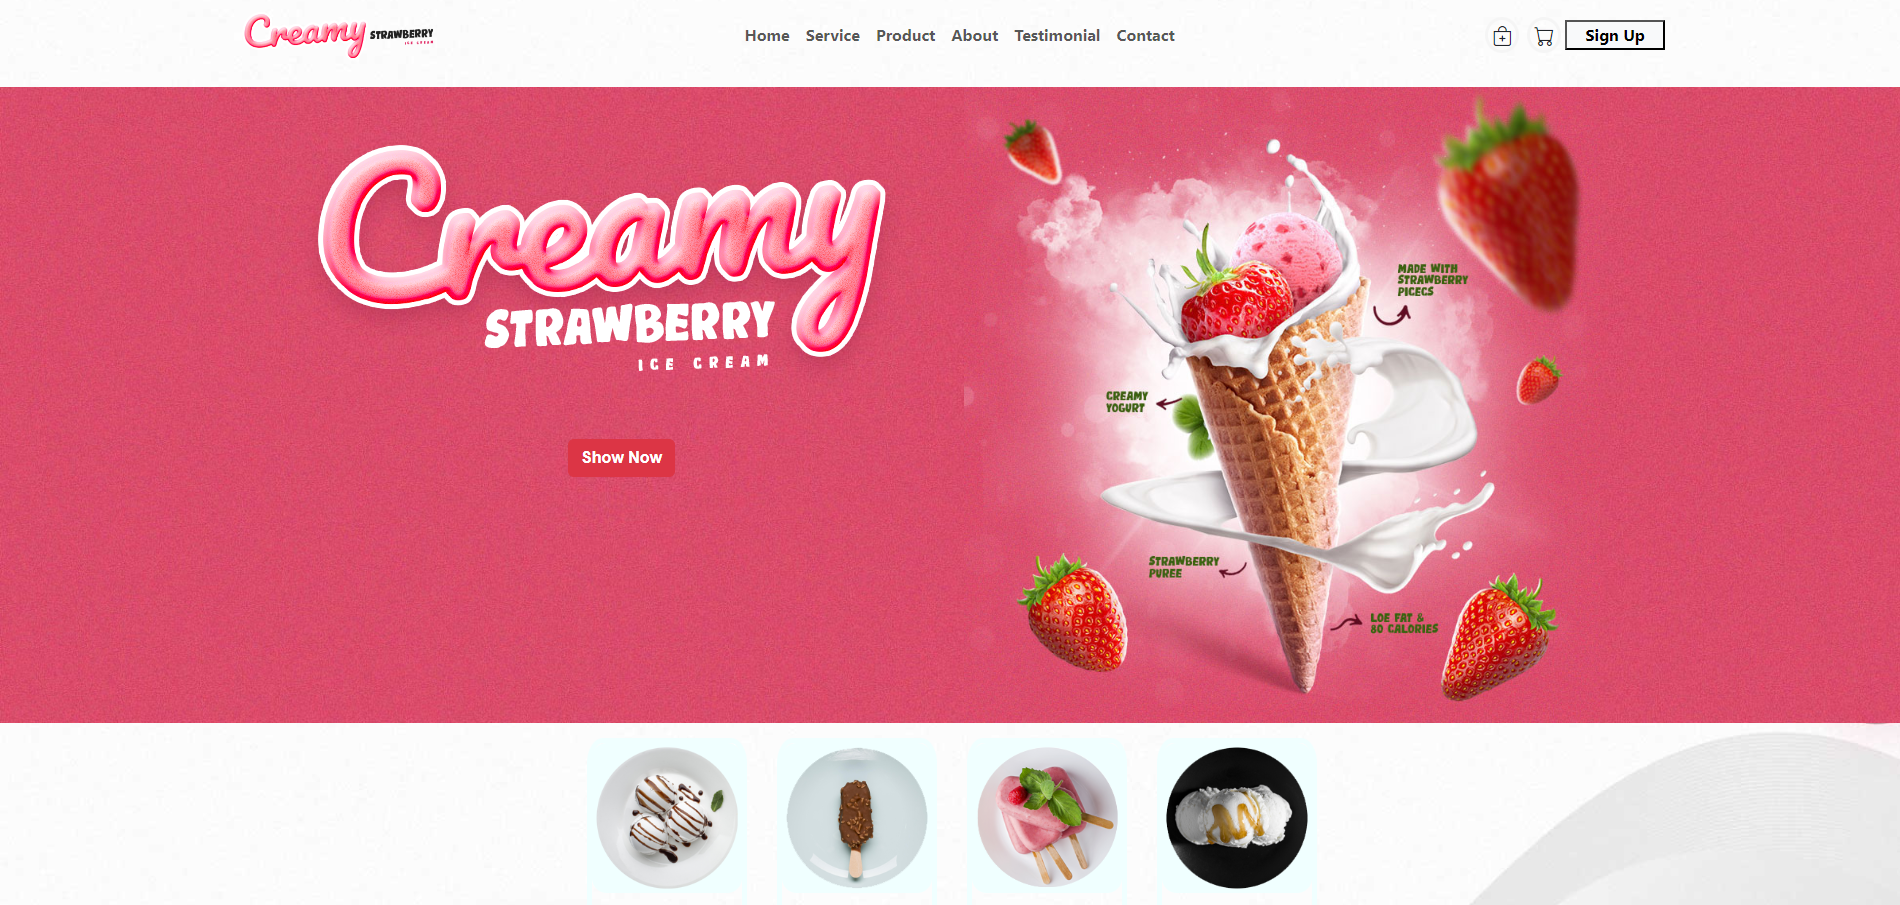 Creamy STRAWBERRY
ICE CREAM
Home Service Product About Testimonial Contact
Sign Up
Creamy
STRAWBERRY
ICE CREAM
Show Now
MADE WITH
STRAWBERRY
PICECS
CREAMY
YOGURT
STRAWBERRY
PUREE
LOE FAT &
80 CALORIES